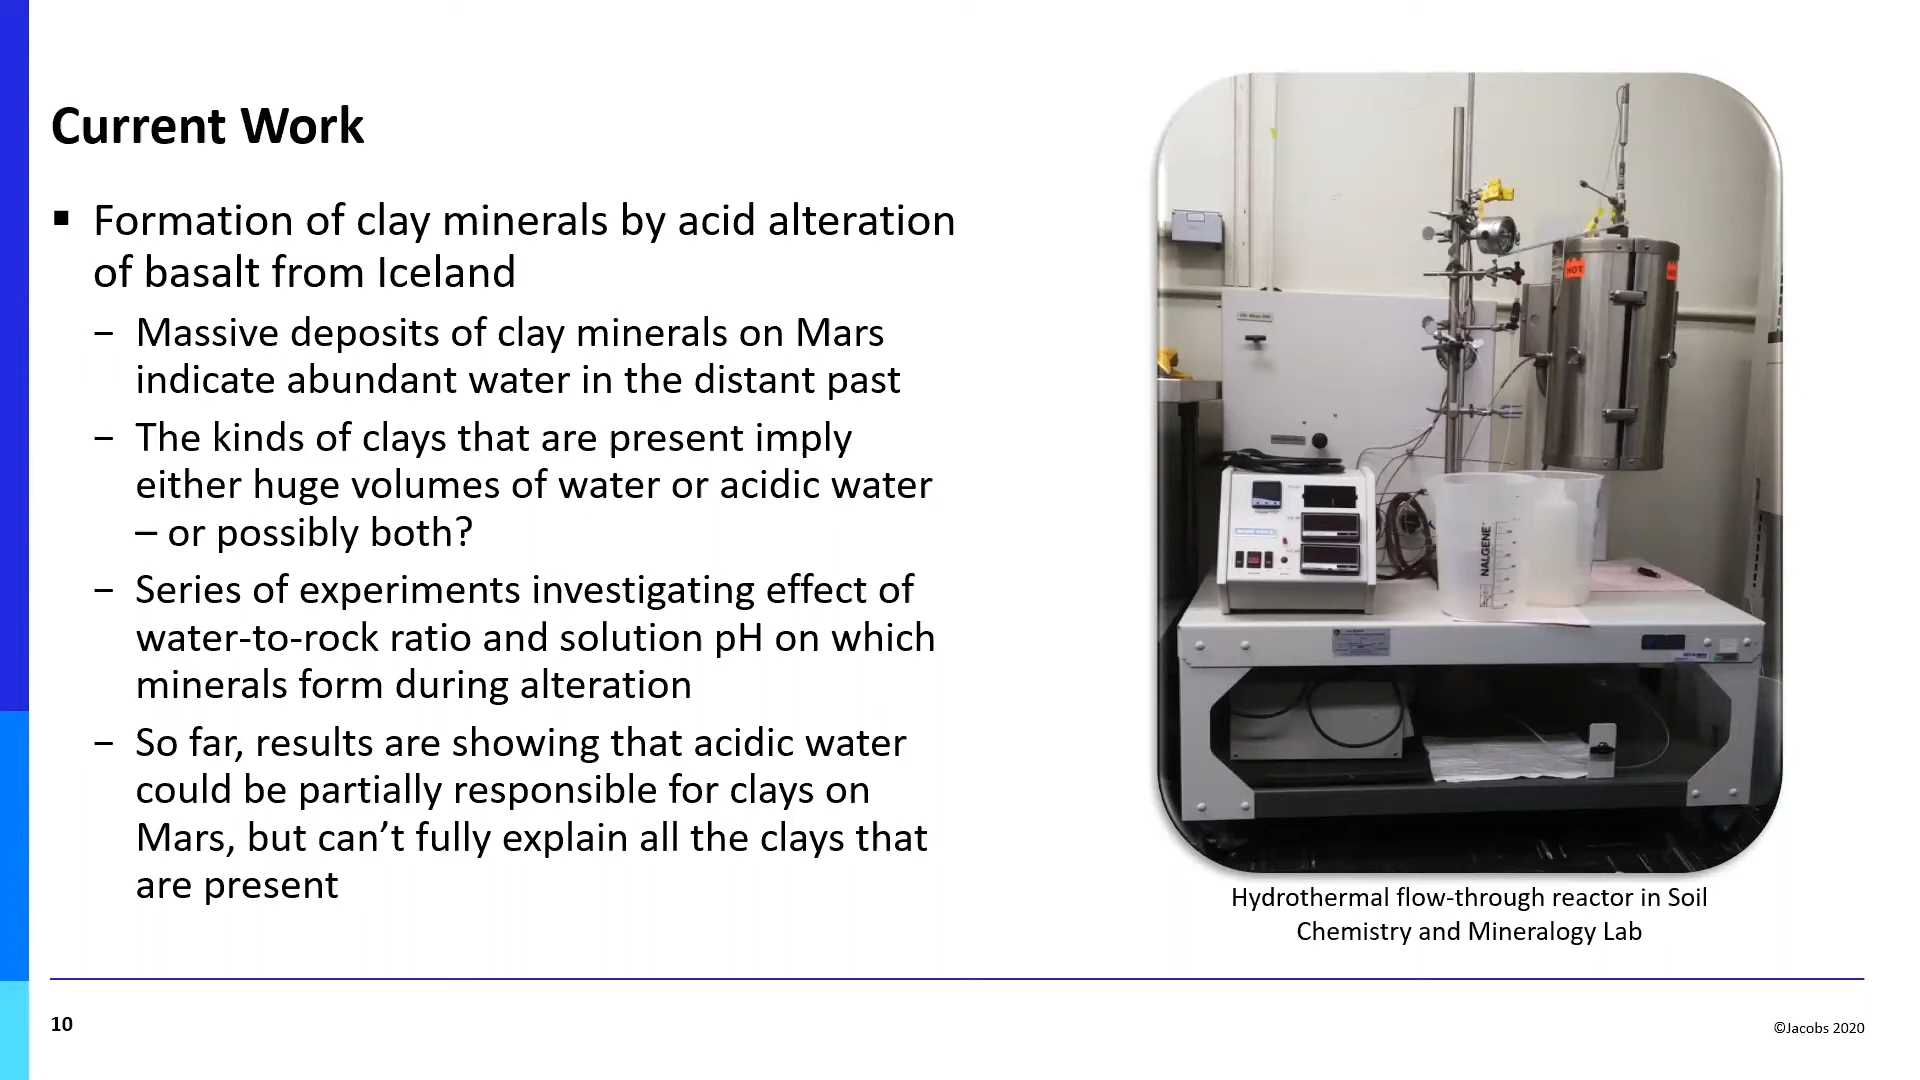 Current Work
▪ Formation of clay minerals by acid alteration
of basalt from Iceland
– Massive deposits of clay minerals on Mars
indicate abundant water in the distant past
– The kinds of clays that are present imply
either huge volumes of water or acidic water
– or possibly both?
– Series of experiments investigating effect of
water-to-rock ratio and solution pH on which
minerals form during alteration
– So far, results are showing that acidic water
could be partially responsible for clays on
Mars, but can’t fully explain all the clays that
are present
HOT
NALGENE
Hydrothermal flow-through reactor in Soil
Chemistry and Mineralogy Lab
10
©Jacobs 2020